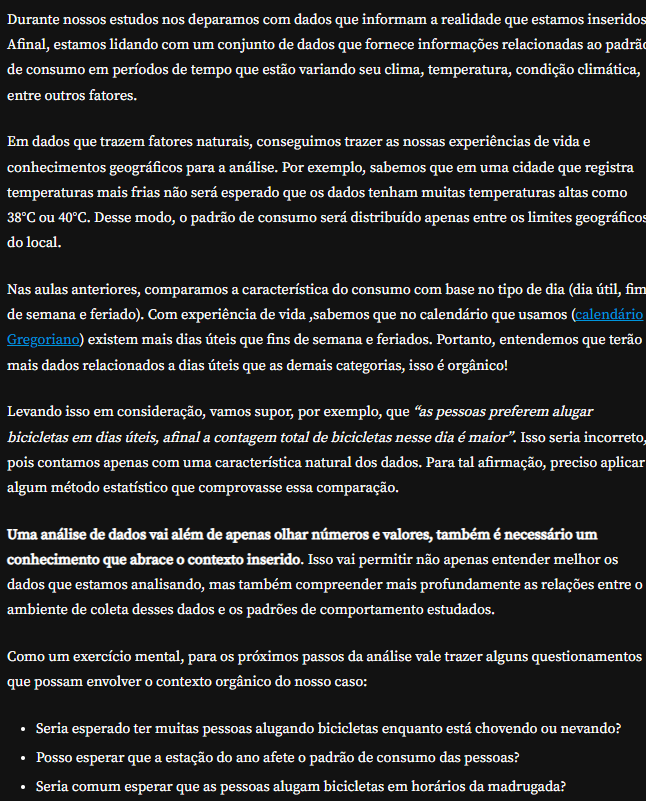 Durante nossos estudos nos deparamos com dados que informam a realidade que estamos inseridos
Afinal, estamos lidando com um conjunto de dados que fornece informações relacionadas ao padrão
de consumo em períodos de tempo que estão variando seu clima, temperatura, condição climática,
entre outros fatores.
Em dados que trazem fatores naturais, conseguimos trazer as nossas experiências de vida e
conhecimentos geográficos para a análise. Por exemplo, sabemos que em uma cidade que registra
temperaturas mais frias não será esperado que os dados tenham muitas temperaturas altas como
38°C ou 40°C. Desse modo, o padrão de consumo será distribuído apenas entre os limites geográficos
do local.
Nas aulas anteriores, comparamos a característica do consumo com base no tipo de dia (dia útil, fim
de semana e feriado). Com experiência de vida ,sabemos que no calendário que usamos (calendário
Gregoriano) existem mais dias úteis que fins de semana e feriados. Portanto, entendemos que terão
mais dados relacionados a dias úteis que as demais categorias, isso é orgânico!
Levando isso em consideração, vamos supor, por exemplo, que “as pessoas preferem alugar
bicicletas em dias úteis, afinal a contagem total de bicicletas nesse dia é maior”. Isso seria incorreto,
pois contamos apenas com uma característica natural dos dados. Para tal afirmação, preciso aplicar
algum método estatístico que comprovasse essa comparação.
Uma análise de dados vai além de apenas olhar números e valores, também é necessário um
conhecimento que abrace o contexto inserido. Isso vai permitir não apenas entender melhor os
dados que estamos analisando, mas também compreender mais profundamente as relações entre o
ambiente de coleta desses dados e os padrões de comportamento estudados.
Como um exercício mental, para os próximos passos da análise vale trazer alguns questionamentos
que possam envolver o contexto orgânico do nosso caso:
• Seria esperado ter muitas pessoas alugando bicicletas enquanto está chovendo ou nevando?
• Posso esperar que a estação do ano afete o padrão de consumo das pessoas?
• Seria comum esperar que as pessoas alugam bicicletas em horários da madrugada?